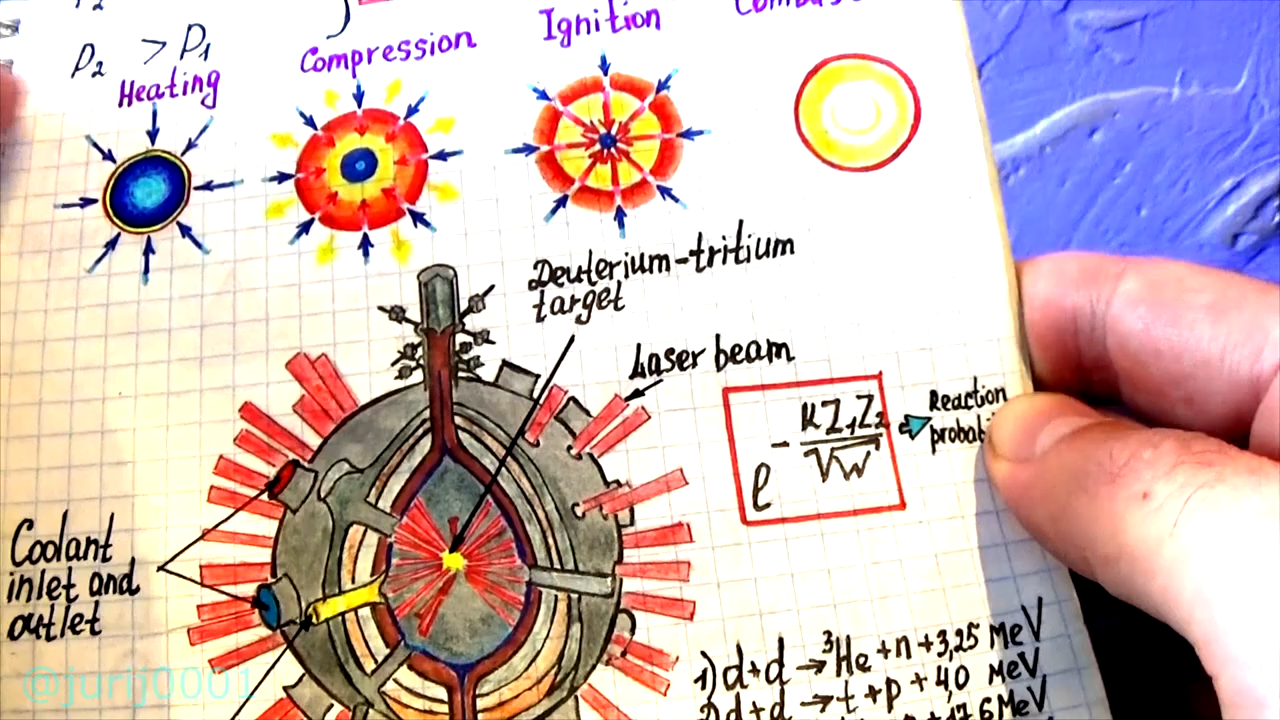 P₂ > P₁
Heating
Compression
Ignition
Deuterium-tritium
target
Laser beam
e^(-kZ₁Z₂/√W)
Reaction
Coolant
inlet and
outlet
1) d+d → ³He + n + 3,25 MeV
2) d+d → t + p + 4,0 MeV
@jurij0001